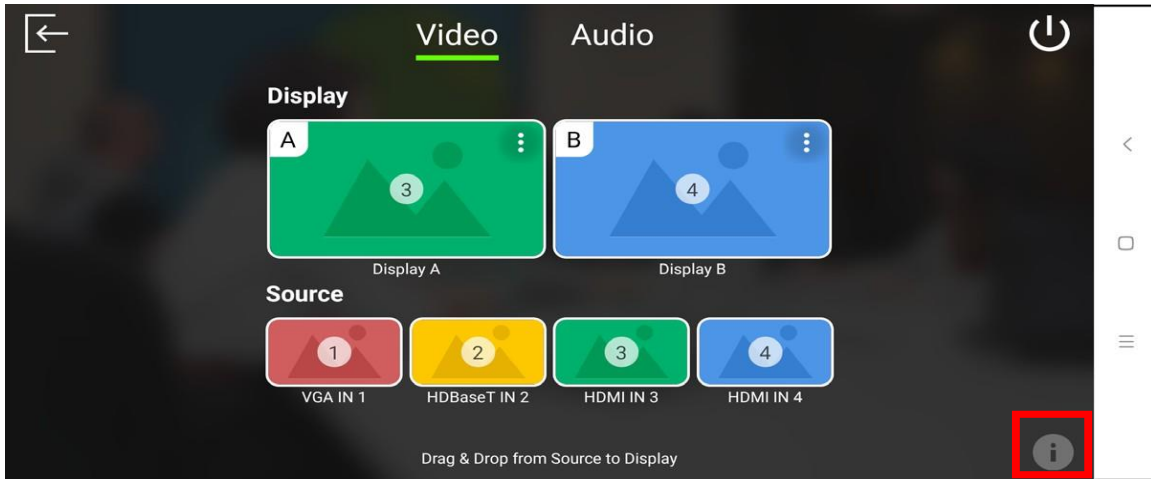 Video Audio
Display
A B
3 4
Display A Display B
Source
1 2 3 4
VGA IN 1 HDBaseT IN 2 HDMI IN 3 HDMI IN 4
Drag & Drop from Source to Display
i